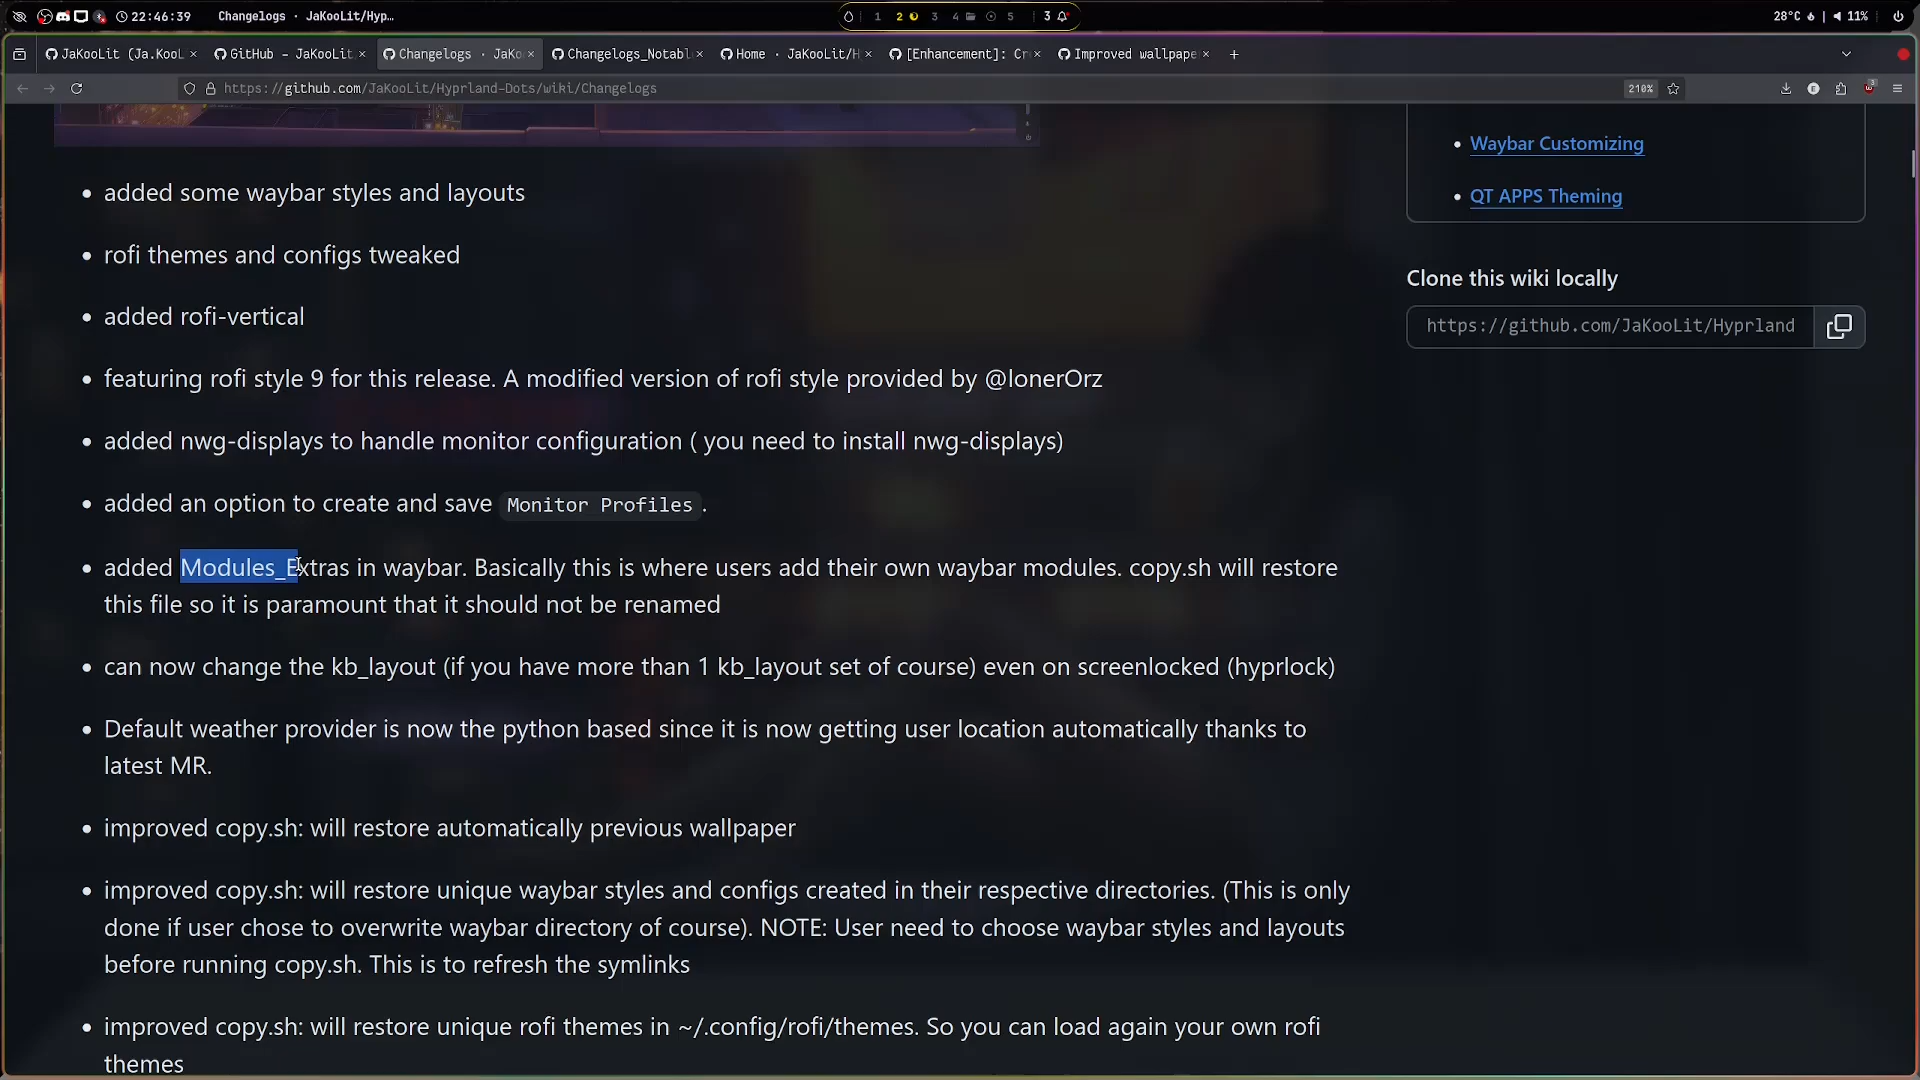 22:46:39 Changelogs · JaKooLit/Hyp… 1 2 3 4 5 3 28°C 11%
JaKooLit (Ja.KooL × GitHub - JaKooLit × Changelogs · JaKo × Changelogs_Notabl × Home · JaKooLit/H × [Enhancement]: Cr × Improved wallpape × +
https://github.com/JaKooLit/Hyprland-Dots/wiki/Changelogs 210%
• added some waybar styles and layouts
• rofi themes and configs tweaked
• added rofi-vertical
• featuring rofi style 9 for this release. A modified version of rofi style provided by @lonerOrz
• added nwg-displays to handle monitor configuration ( you need to install nwg-displays)
• added an option to create and save Monitor Profiles.
• added Modules_Extras in waybar. Basically this is where users add their own waybar modules. copy.sh will restore
this file so it is paramount that it should not be renamed
• can now change the kb_layout (if you have more than 1 kb_layout set of course) even on screenlocked (hyprlock)
• Default weather provider is now the python based since it is now getting user location automatically thanks to
latest MR.
• improved copy.sh: will restore automatically previous wallpaper
• improved copy.sh: will restore unique waybar styles and configs created in their respective directories. (This is only
done if user chose to overwrite waybar directory of course). NOTE: User need to choose waybar styles and layouts
before running copy.sh. This is to refresh the symlinks
• improved copy.sh: will restore unique rofi themes in ~/.config/rofi/themes. So you can load again your own rofi
themes
• Waybar Customizing
• QT APPS Theming
Clone this wiki locally
https://github.com/JaKooLit/Hyprland